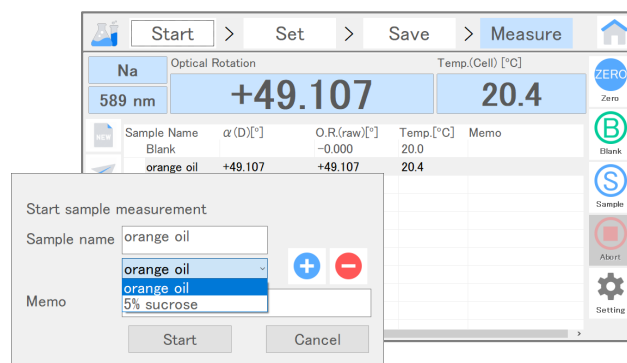 Start > Set > Save > Measure
Na
589 nm
Optical Rotation
+49.107
Temp.(Cell) [°C]
20.4
ZERO
Zero
B
Blank
S
Sample
Abort
Setting
NEW
Sample Name α(D)[°] O.R.(raw)[°] Temp.[°C] Memo
Blank -0.000 20.0
orange oil +49.107 +49.107 20.4
Start sample measurement
Sample name orange oil
orange oil
orange oil
5% sucrose
Memo
Start Cancel